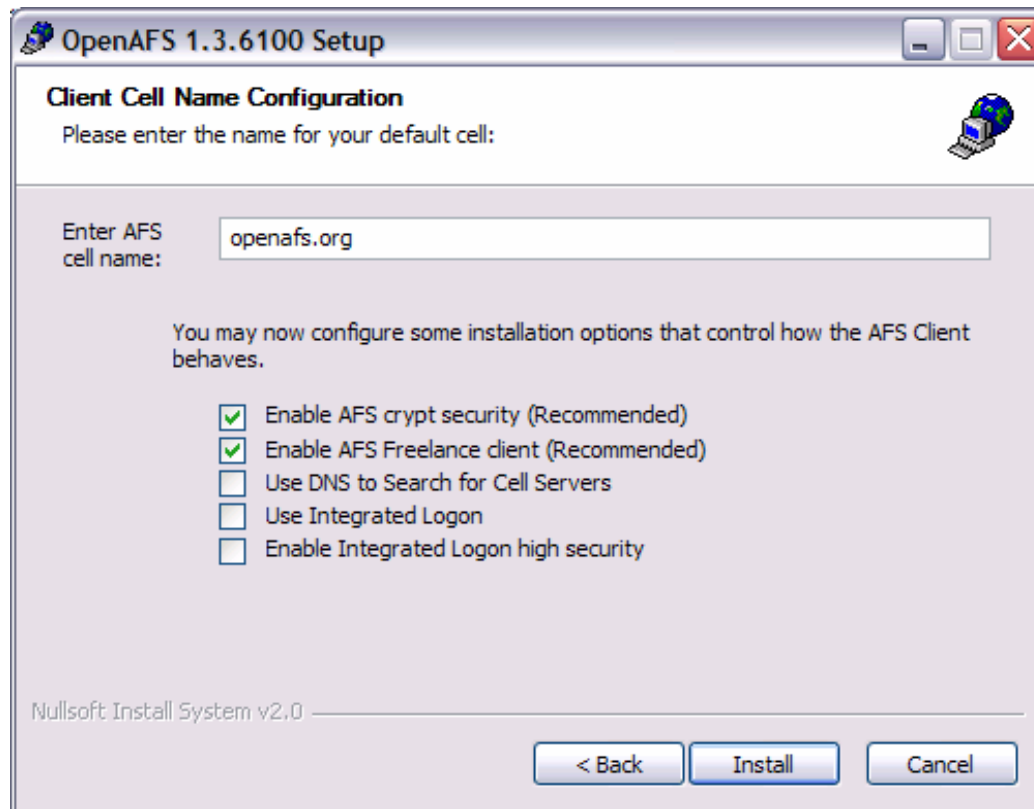 OpenAFS 1.3.6100 Setup
Client Cell Name Configuration
Please enter the name for your default cell:
Enter AFS
cell name:
openafs.org
You may now configure some installation options that control how the AFS Client
behaves.
Enable AFS crypt security (Recommended)
Enable AFS Freelance client (Recommended)
Use DNS to Search for Cell Servers
Use Integrated Logon
Enable Integrated Logon high security
Nullsoft Install System v2.0
< Back
Install
Cancel